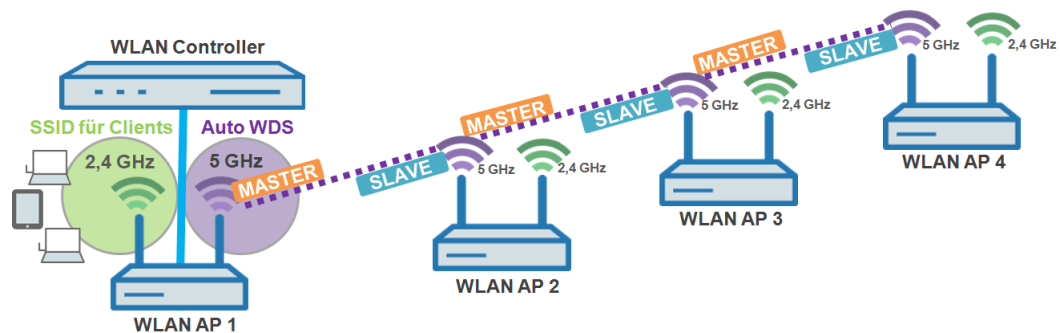 WLAN Controller
SSID für Clients
Auto WDS
2,4 GHz
5 GHz
MASTER
SLAVE
WLAN AP 1
5 GHz
2,4 GHz
MASTER
SLAVE
WLAN AP 2
5 GHz
2,4 GHz
MASTER
SLAVE
WLAN AP 3
5 GHz
2,4 GHz
WLAN AP 4